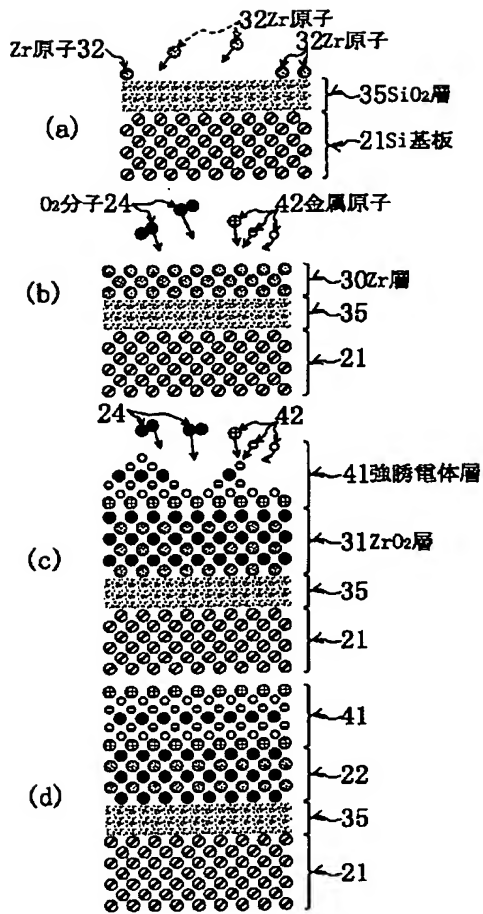 32Zr原子
Zr原子32
32Zr原子
35SiO2層
(a)
21Si基板
O2分子24
42金属原子
30Zr層
(b)
35
21
24
42
41強誘電体層
31ZrO2層
(c)
35
21
41
22
(d)
35
21